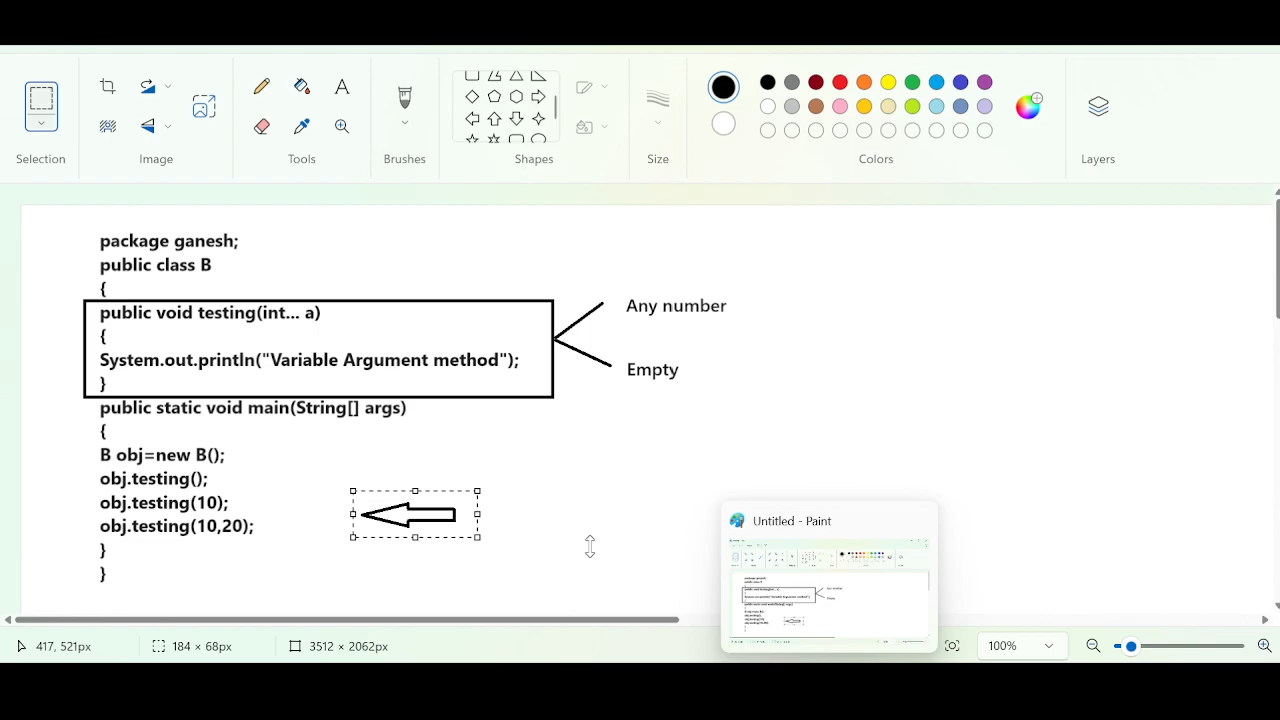 Selection
Image
Tools
Brushes
Shapes
Size
Colors
Layers
package ganesh;
public class B
{
public void testing(int... a)
{
System.out.println("Variable Argument method");
}
Any number
Empty
public static void main(String[] args)
{
B obj=new B();
obj.testing();
obj.testing(10);
obj.testing(10,20);
}
}
Untitled - Paint
417, 521px
184 × 68px
3512 × 2062px
100%